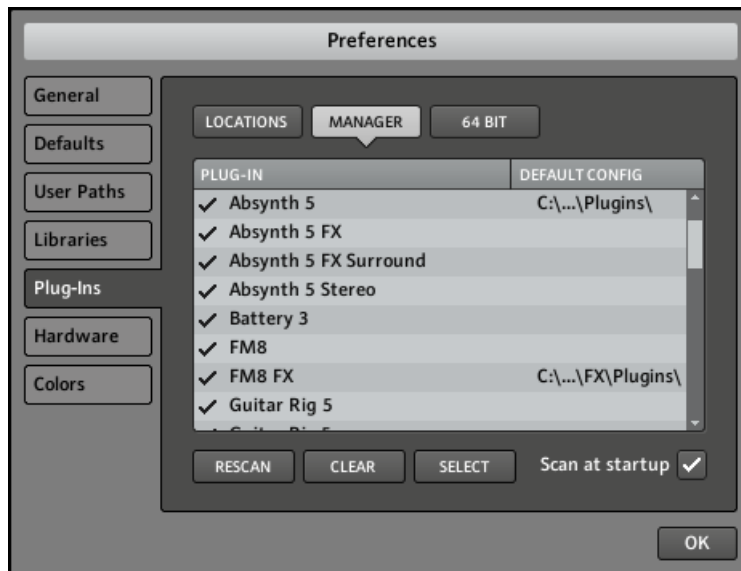 Preferences
General
Defaults
User Paths
Libraries
Plug-Ins
Hardware
Colors
LOCATIONS MANAGER 64 BIT
PLUG-IN DEFAULT CONFIG
Absynth 5 C:\...\Plugins\
Absynth 5 FX
Absynth 5 FX Surround
Absynth 5 Stereo
Battery 3
FM8
FM8 FX C:\...\FX\Plugins\
Guitar Rig 5
RESCAN CLEAR SELECT Scan at startup
OK